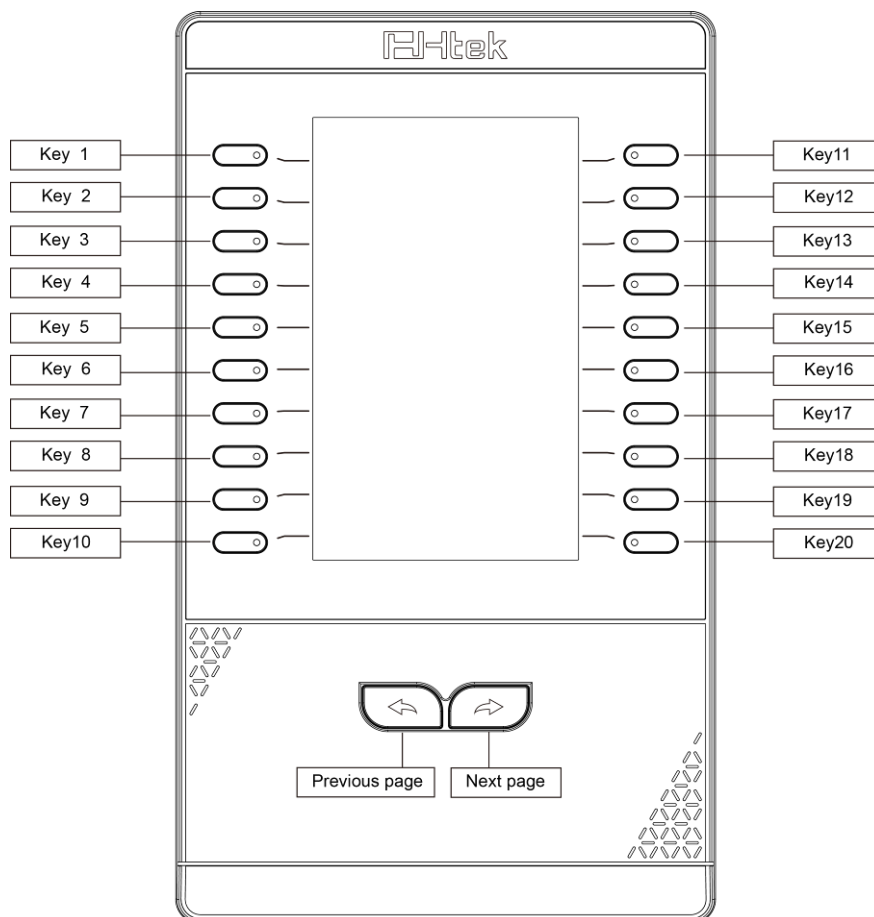 Htek
Key 1
Key 2
Key 3
Key 4
Key 5
Key 6
Key 7
Key 8
Key 9
Key10
Key11
Key12
Key13
Key14
Key15
Key16
Key17
Key18
Key19
Key20
Previous page
Next page